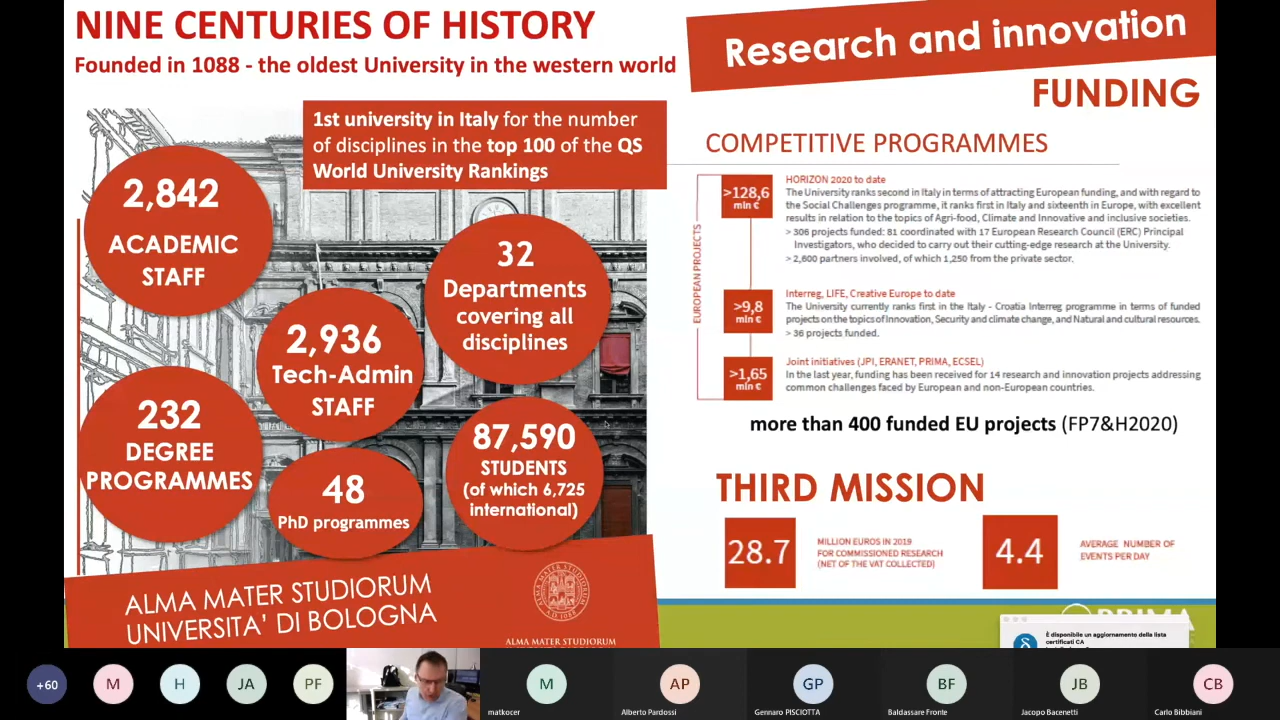 NINE CENTURIES OF HISTORY
Founded in 1088 - the oldest University in the western world
1st university in Italy for the number
of disciplines in the top 100 of the QS
World University Rankings
2,842
ACADEMIC
STAFF
32
Departments
covering all
disciplines
2,936
Tech-Admin
STAFF
232
DEGREE
PROGRAMMES
48
PhD programmes
87,590
STUDENTS
(of which 6,725
international)
ALMA MATER STUDIORUM
UNIVERSITA' DI BOLOGNA
ALMA MATER STUDIORUM
Research and innovation
FUNDING
COMPETITIVE PROGRAMMES
EUROPEAN PROJECTS
>128,6
mln €
HORIZON 2020 to date
The University ranks second in Italy in terms of attracting European funding, and with regard to
the Social Challenges programme, it ranks first in Italy and sixteenth in Europe, with excellent
results in relation to the topics of Agri-food, Climate and Innovative and inclusive societies.
> 306 projects funded: 81 coordinated with 17 European Research Council (ERC) Principal
Investigators, who decided to carry out their cutting-edge research at the University.
> 2,600 partners involved, of which 1,250 from the private sector.
>9,8
mln €
Interreg, LIFE, Creative Europe to date
The University currently ranks first in the Italy - Croatia Interreg programme in terms of funded
projects on the topics of Innovation, Security and climate change, and Natural and cultural resources.
> 36 projects funded.
>1,65
mln €
Joint initiatives (JPI, ERANET, PRIMA, ECSEL)
In the last year, funding has been received for 14 research and innovation projects addressing
common challenges faced by European and non-European countries.
more than 400 funded EU projects (FP7&H2020)
THIRD MISSION
28.7
MILLION EUROS IN 2019
FOR COMMISSIONED RESEARCH
(NET OF THE VAT COLLECTED)
4.4
AVERAGE NUMBER OF
EVENTS PER DAY
PRIMA
È disponibile un aggiornamento della lista
certificati CA
+60
M
H
JA
PF
M
matkocer
AP
Alberto Pardossi
GP
Gennaro PISCIOTTA
BF
Baldassare Fronte
JB
Jacopo Bacenetti
CB
Carlo Bibbiani